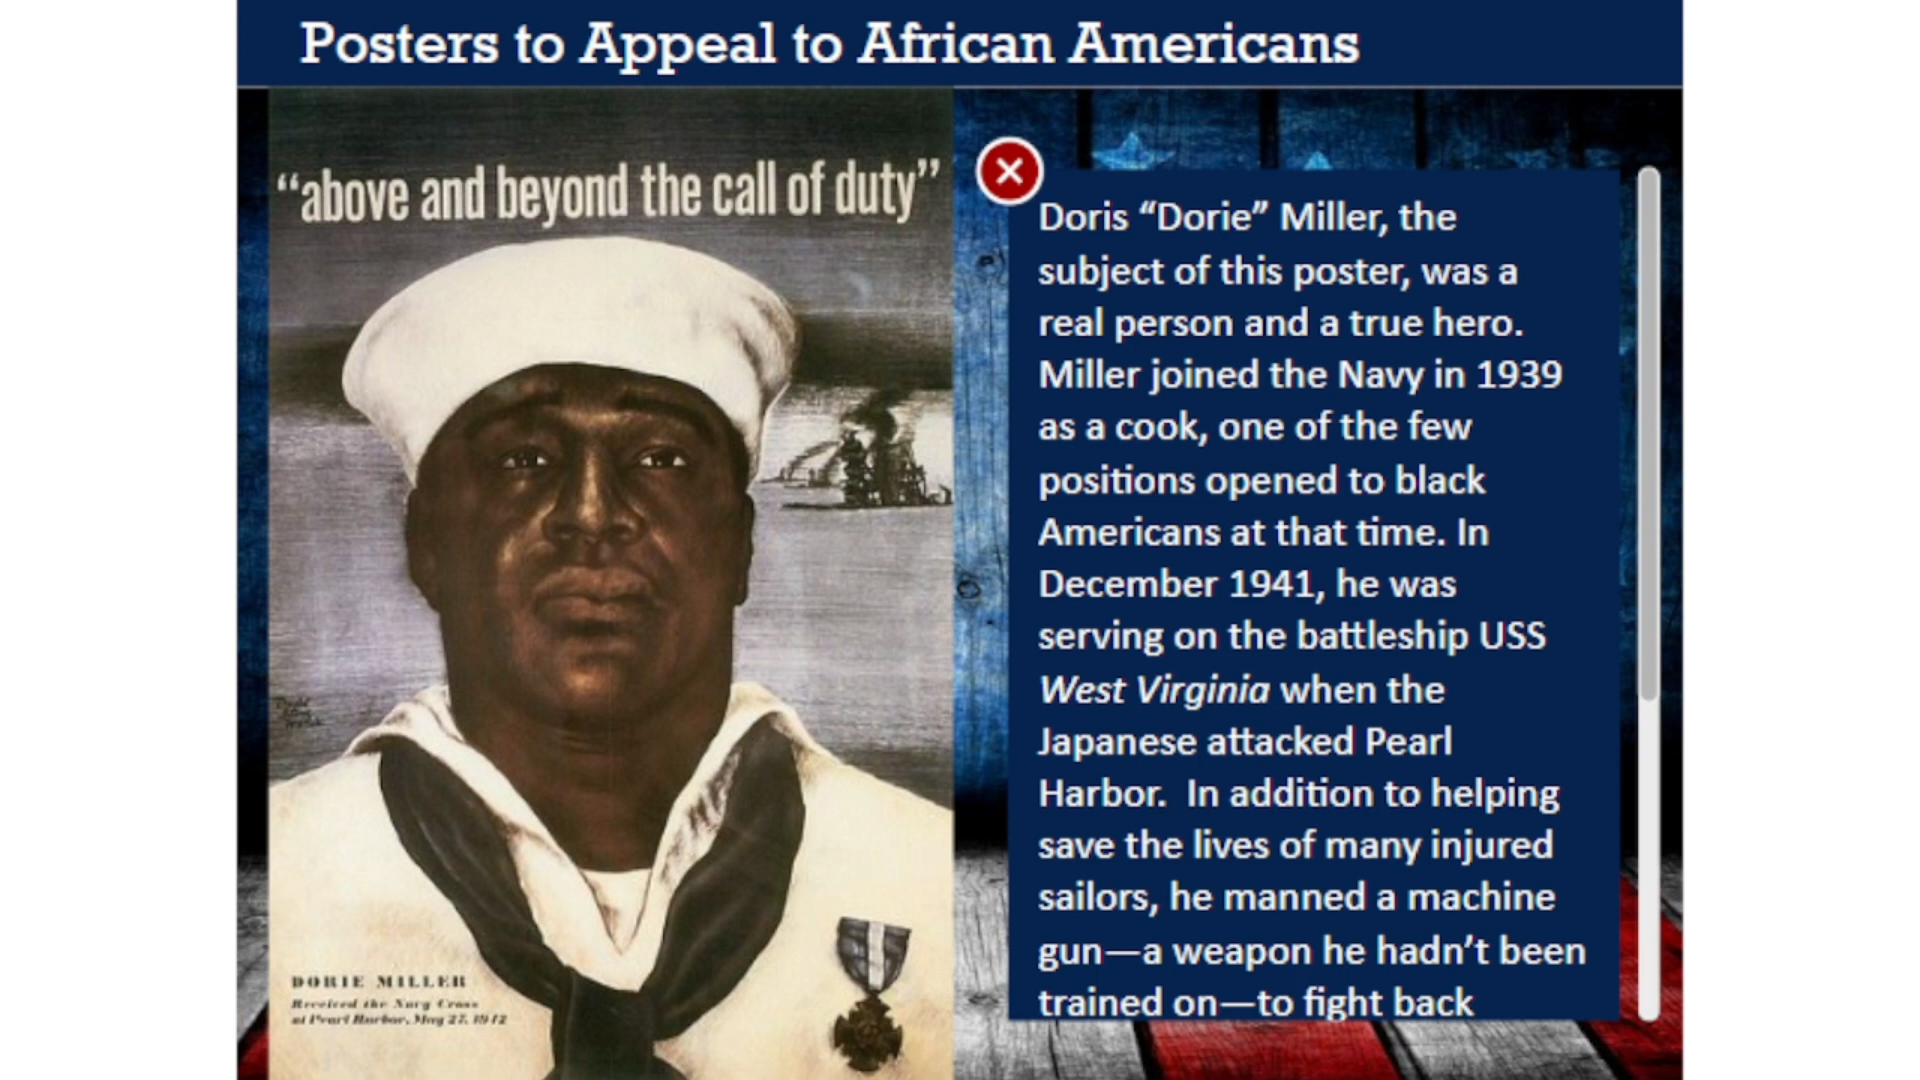 Posters to Appeal to African Americans
“above and beyond the call of duty”
DORIE MILLER
Received the Navy Cross
at Pearl Harbor, May 27, 1942
Doris “Dorie” Miller, the
subject of this poster, was a
real person and a true hero.
Miller joined the Navy in 1939
as a cook, one of the few
positions opened to black
Americans at that time. In
December 1941, he was
serving on the battleship USS
West Virginia when the
Japanese attacked Pearl
Harbor.  In addition to helping
save the lives of many injured
sailors, he manned a machine
gun—a weapon he hadn’t been
trained on—to fight back